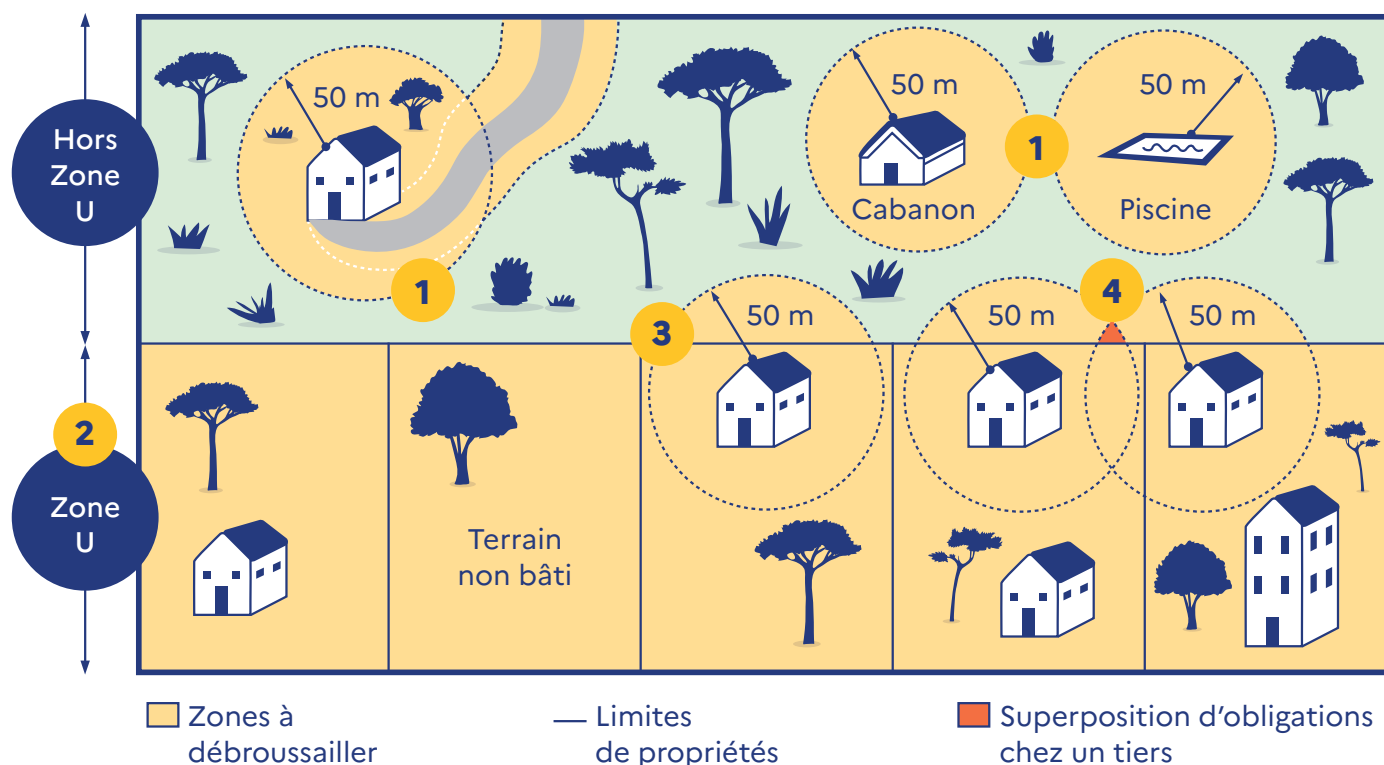 Hors
Zone
U
50 m
1
50 m
Cabanon
1
50 m
Piscine
3
50 m
50 m
4
50 m
2
Zone
U
Terrain
non bâti
Zones à
débroussailler
Limites
de propriétés
Superposition d'obligations
chez un tiers